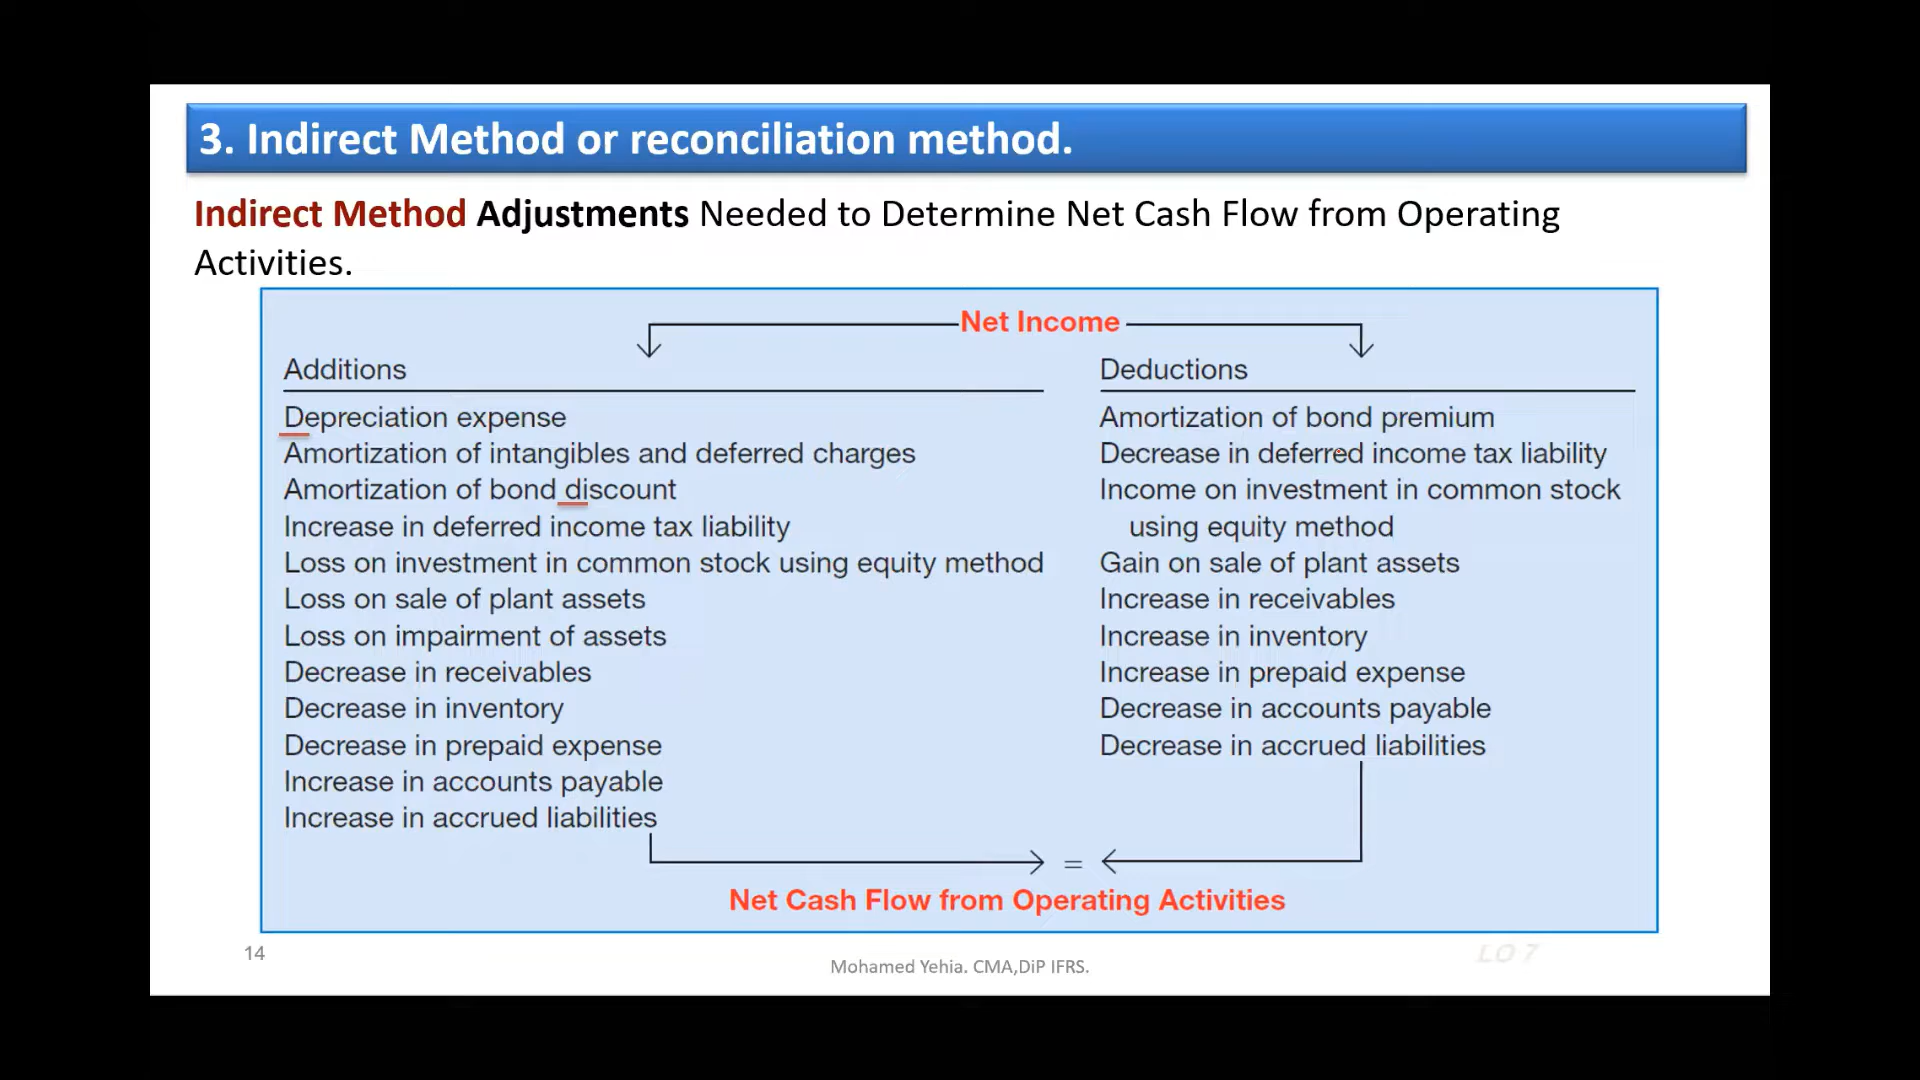 3. Indirect Method or reconciliation method.
Indirect Method Adjustments Needed to Determine Net Cash Flow from Operating
Activities.
Net Income
Additions
Depreciation expense
Amortization of intangibles and deferred charges
Amortization of bond discount
Increase in deferred income tax liability
Loss on investment in common stock using equity method
Loss on sale of plant assets
Loss on impairment of assets
Decrease in receivables
Decrease in inventory
Decrease in prepaid expense
Increase in accounts payable
Increase in accrued liabilities
Deductions
Amortization of bond premium
Decrease in deferred income tax liability
Income on investment in common stock
using equity method
Gain on sale of plant assets
Increase in receivables
Increase in inventory
Increase in prepaid expense
Decrease in accounts payable
Decrease in accrued liabilities
=
Net Cash Flow from Operating Activities
14
Mohamed Yehia. CMA,DiP IFRS.
LO 7